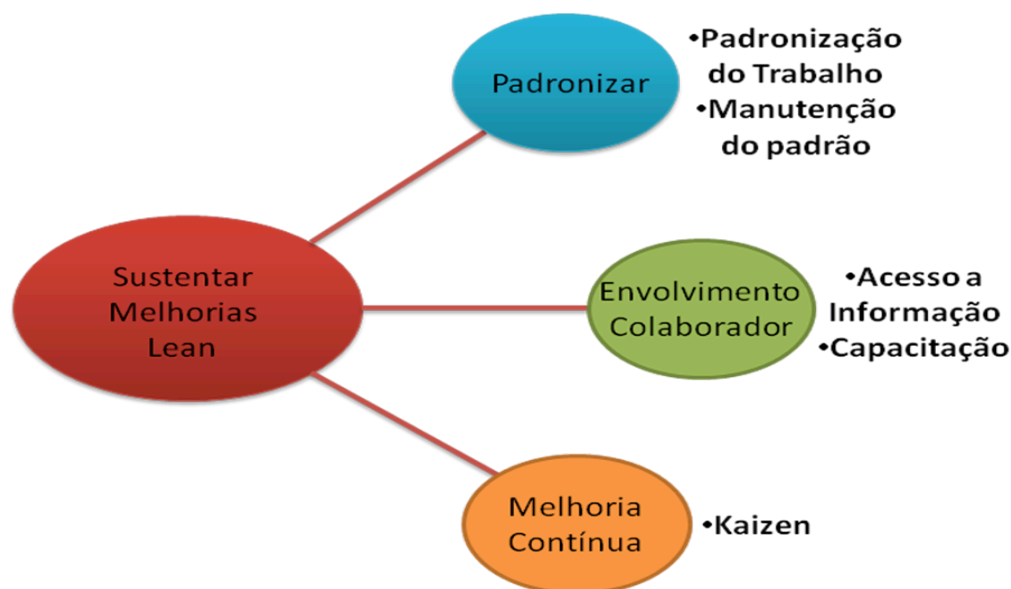 Padronizar
•Padronização
do Trabalho
•Manutenção
do padrão
Sustentar
Melhorias
Lean
Envolvimento
Colaborador
•Acesso a
Informação
•Capacitação
Melhoria
Contínua
•Kaizen